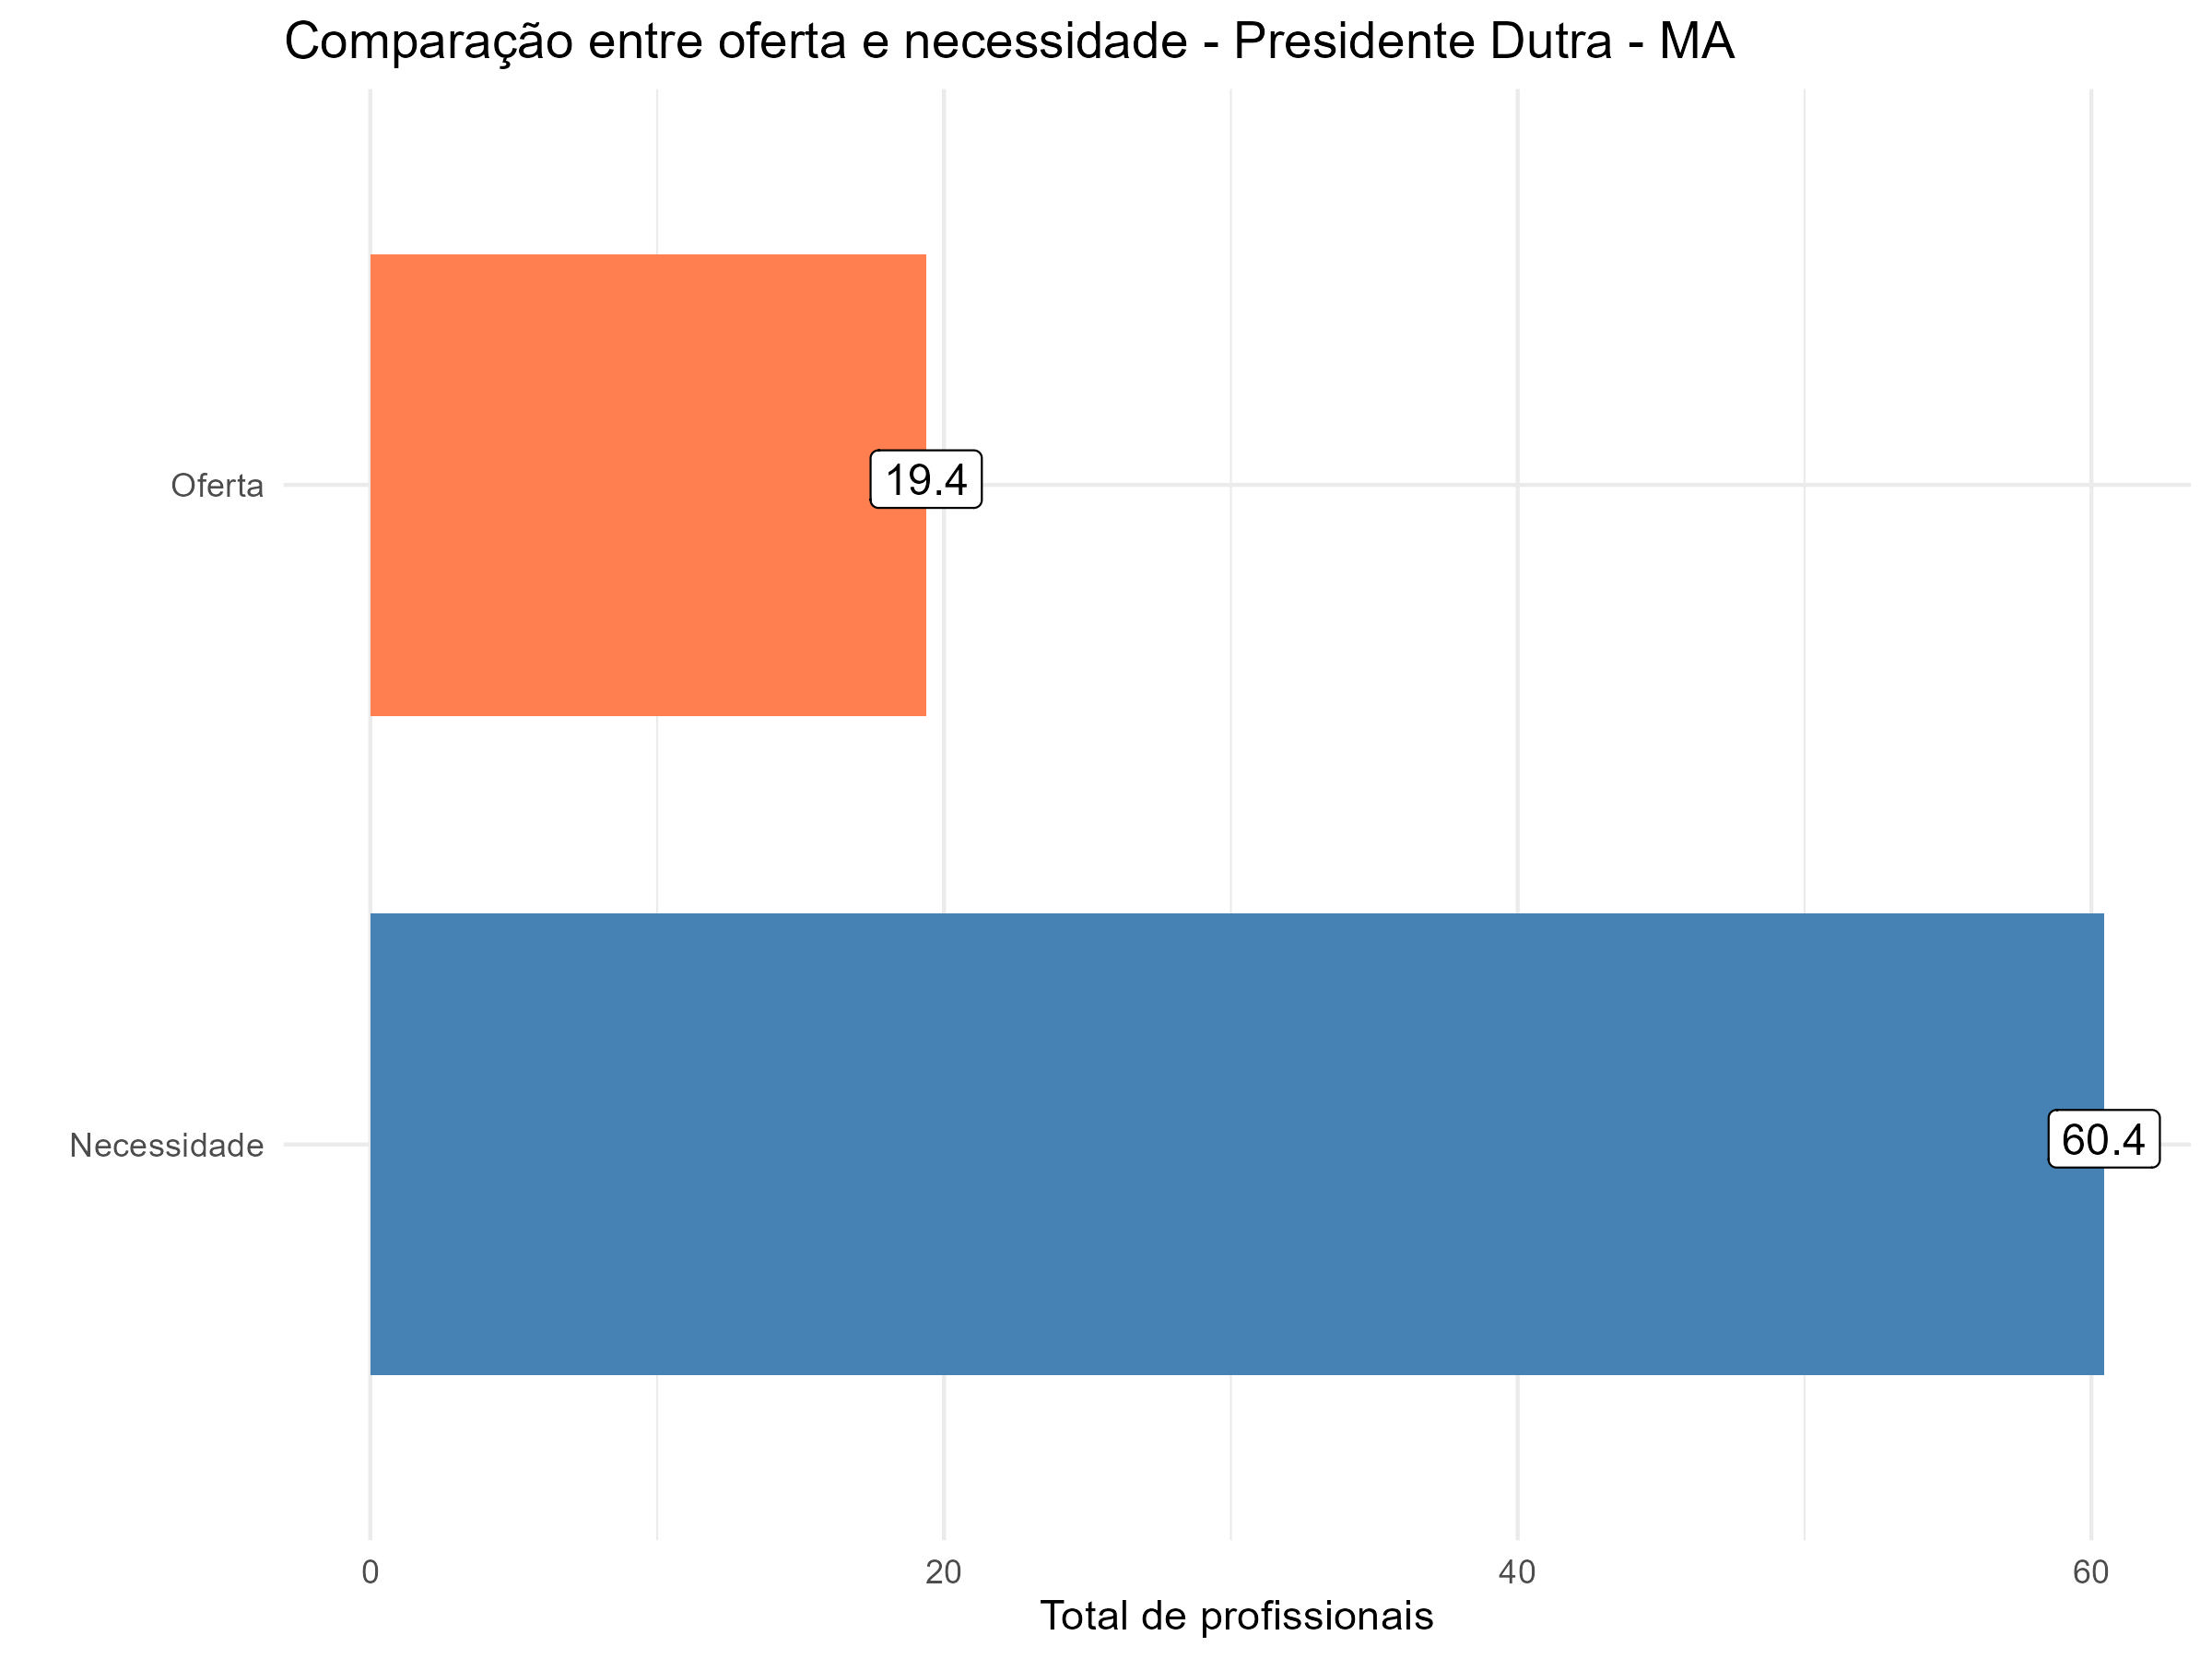 Comparação entre oferta e necessidade - Presidente Dutra - MA
Oferta
19.4
Necessidade
60.4
0 20 40 60
Total de profissionais